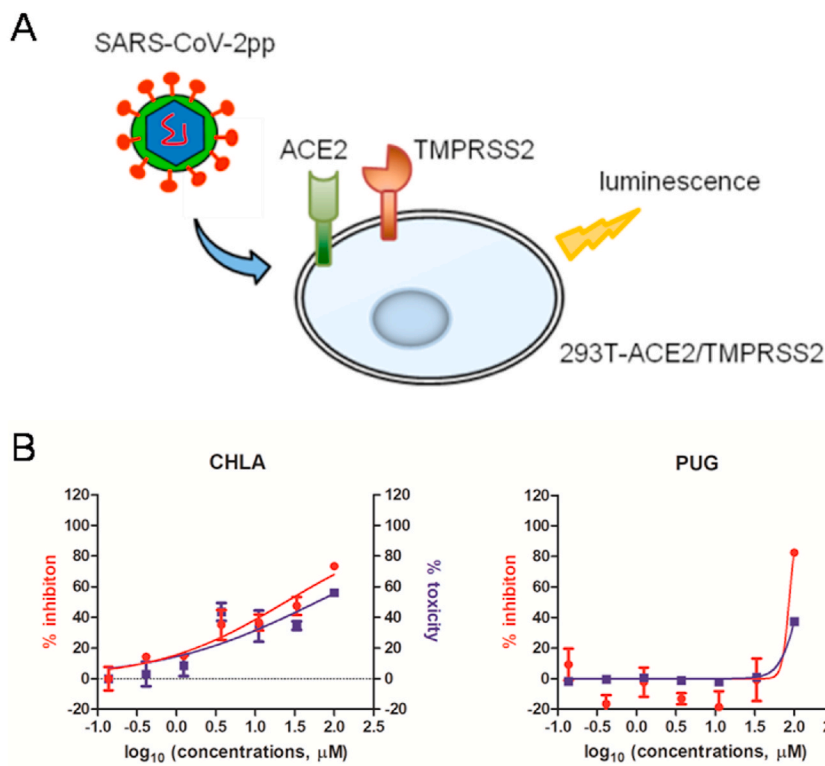 A
SARS-CoV-2pp
ACE2
TMPRSS2
luminescence
293T-ACE2/TMPRSS2
B
CHLA
120
100
80
60
40
20
0
-20
% inhibiton
120
100
80
60
40
20
0
-20
% toxicity
-1.0 -0.5 0.0 0.5 1.0 1.5 2.0 2.5
log10 (concentrations, μM)
PUG
120
100
80
60
40
20
0
-20
% inhibiton
-1.0 -0.5 0.0 0.5 1.0 1.5 2.0
log10 (concentrations, μM)